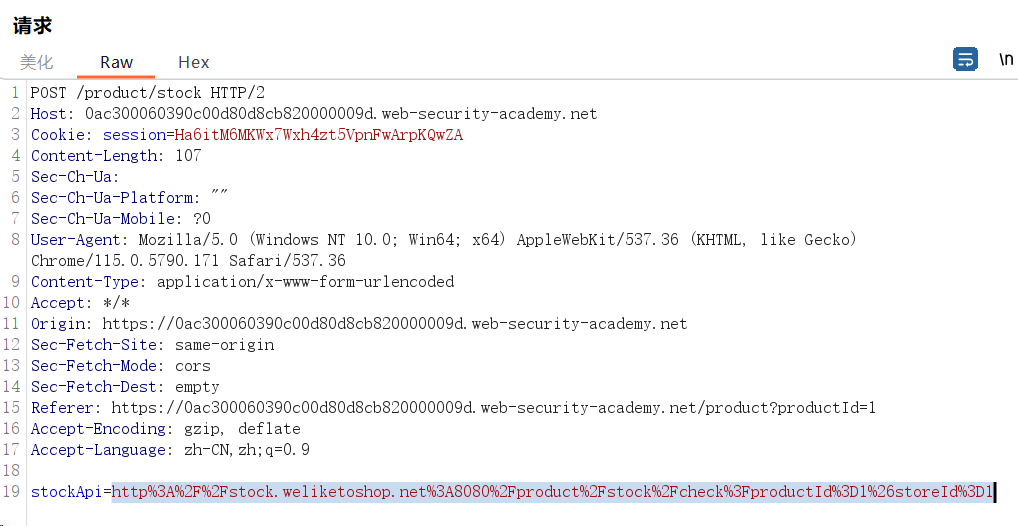 请求
美化 Raw Hex \n
1 POST /product/stock HTTP/2
2 Host: 0ac300060390c00d80d8cb820000009d.web-security-academy.net
3 Cookie: session=Ha6itM6MKWx7Wxh4zt5VpnFwArpKQwZA
4 Content-Length: 107
5 Sec-Ch-Ua:
6 Sec-Ch-Ua-Platform: ""
7 Sec-Ch-Ua-Mobile: ?0
8 User-Agent: Mozilla/5.0 (Windows NT 10.0; Win64; x64) AppleWebKit/537.36 (KHTML, like Gecko)
Chrome/115.0.5790.171 Safari/537.36
9 Content-Type: application/x-www-form-urlencoded
10 Accept: */*
11 Origin: https://0ac300060390c00d80d8cb820000009d.web-security-academy.net
12 Sec-Fetch-Site: same-origin
13 Sec-Fetch-Mode: cors
14 Sec-Fetch-Dest: empty
15 Referer: https://0ac300060390c00d80d8cb820000009d.web-security-academy.net/product?productId=1
16 Accept-Encoding: gzip, deflate
17 Accept-Language: zh-CN,zh;q=0.9
18
19 stockApi=http%3A%2F%2Fstock.weliketoshop.net%3A8080%2Fproduct%2Fstock%2Fcheck%3FproductId%3D1%26storeId%3D1